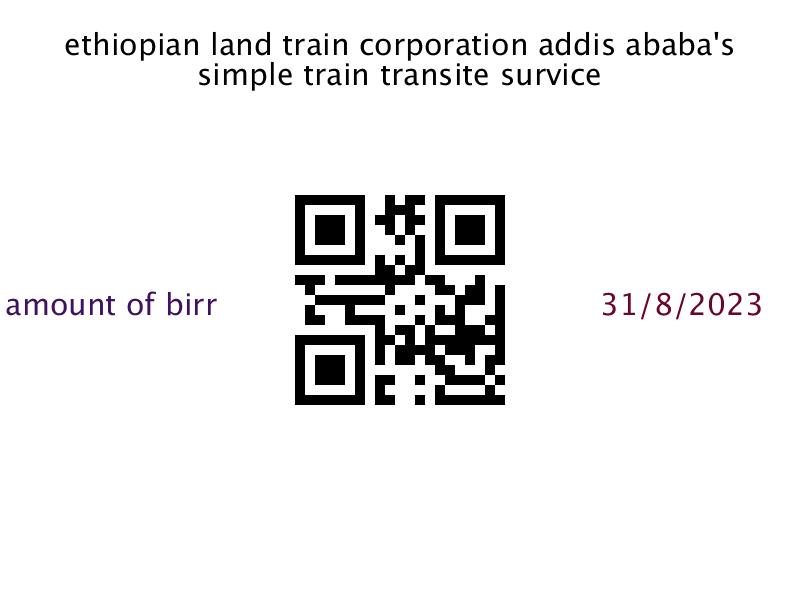 ethiopian land train corporation addis ababa's
simple train transite survice
amount of birr
31/8/2023